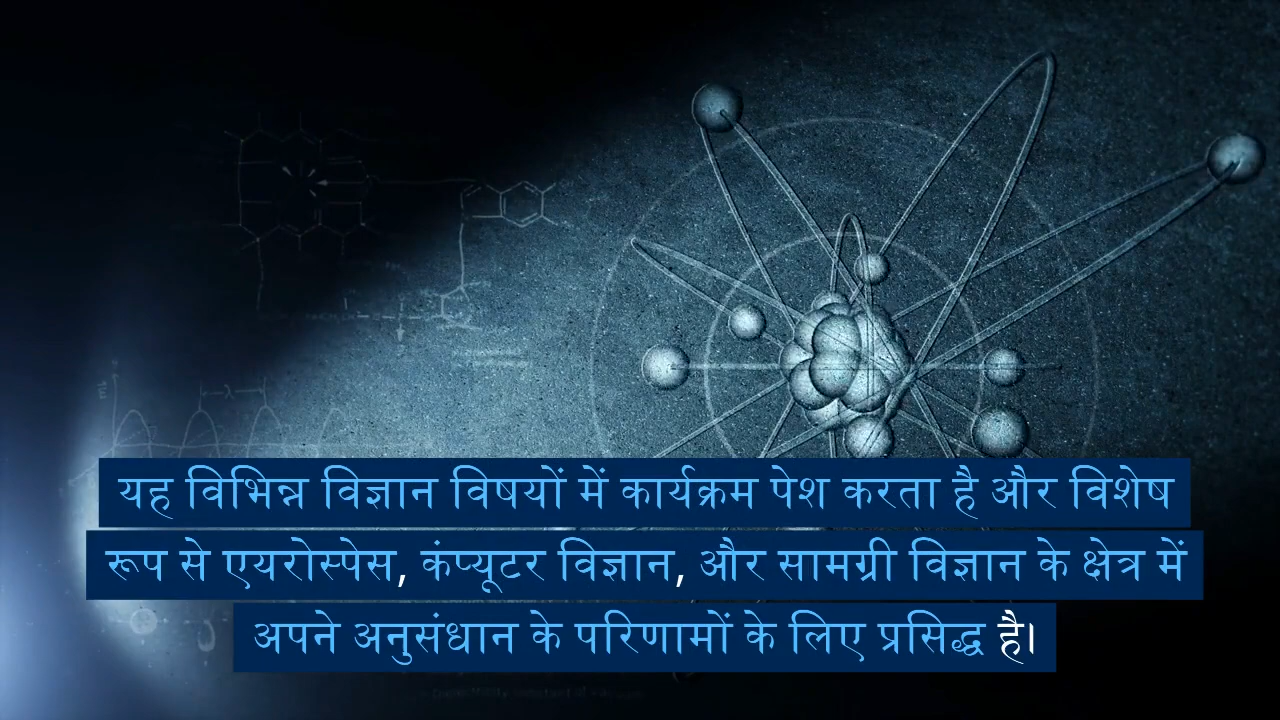 यह विभिन्न विज्ञान विषयों में कार्यक्रम पेश करता है और विशेष
रूप से एयरोस्पेस, कंप्यूटर विज्ञान, और सामग्री विज्ञान के क्षेत्र में
अपने अनुसंधान के परिणामों के लिए प्रसिद्ध है।